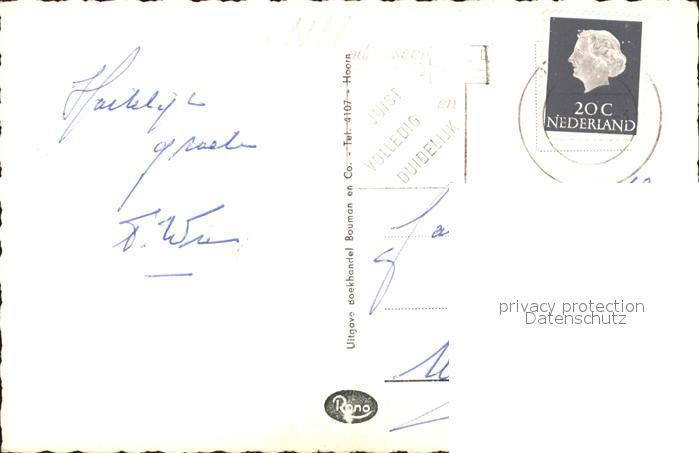 NH
Hartelijke
groeten
Uitgave Boekhandel Bouman en Co. - Tel. 4107 - Hoorn
Rono
JUIST
en
VOLLEDIG
DUIDELIJK
20 C
NEDERLAND
privacy protection
Datenschutz